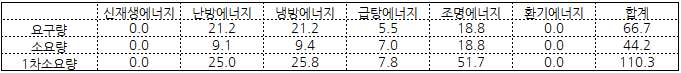 신재생에너지 난방에너지 냉방에너지 급탕에너지 조명에너지 환기에너지 합계
요구량 0.0 21.2 21.2 5.5 18.8 0.0 66.7
소요량 0.0 9.1 9.4 7.0 18.8 0.0 44.2
1차소요량 0.0 25.0 25.8 7.8 51.7 0.0 110.3